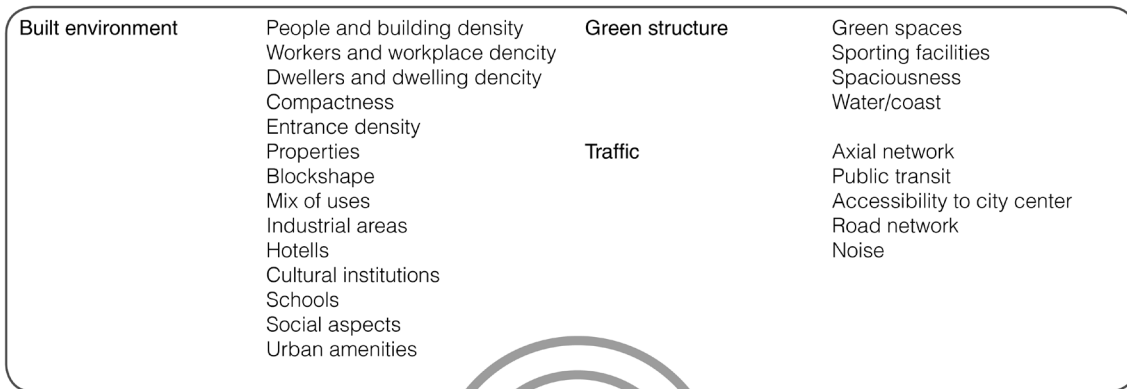 Built environment
People and building density
Workers and workplace dencity
Dwellers and dwelling dencity
Compactness
Entrance density
Properties
Blockshape
Mix of uses
Industrial areas
Hotells
Cultural institutions
Schools
Social aspects
Urban amenities
Green structure
Green spaces
Sporting facilities
Spaciousness
Water/coast
Traffic
Axial network
Public transit
Accessibility to city center
Road network
Noise